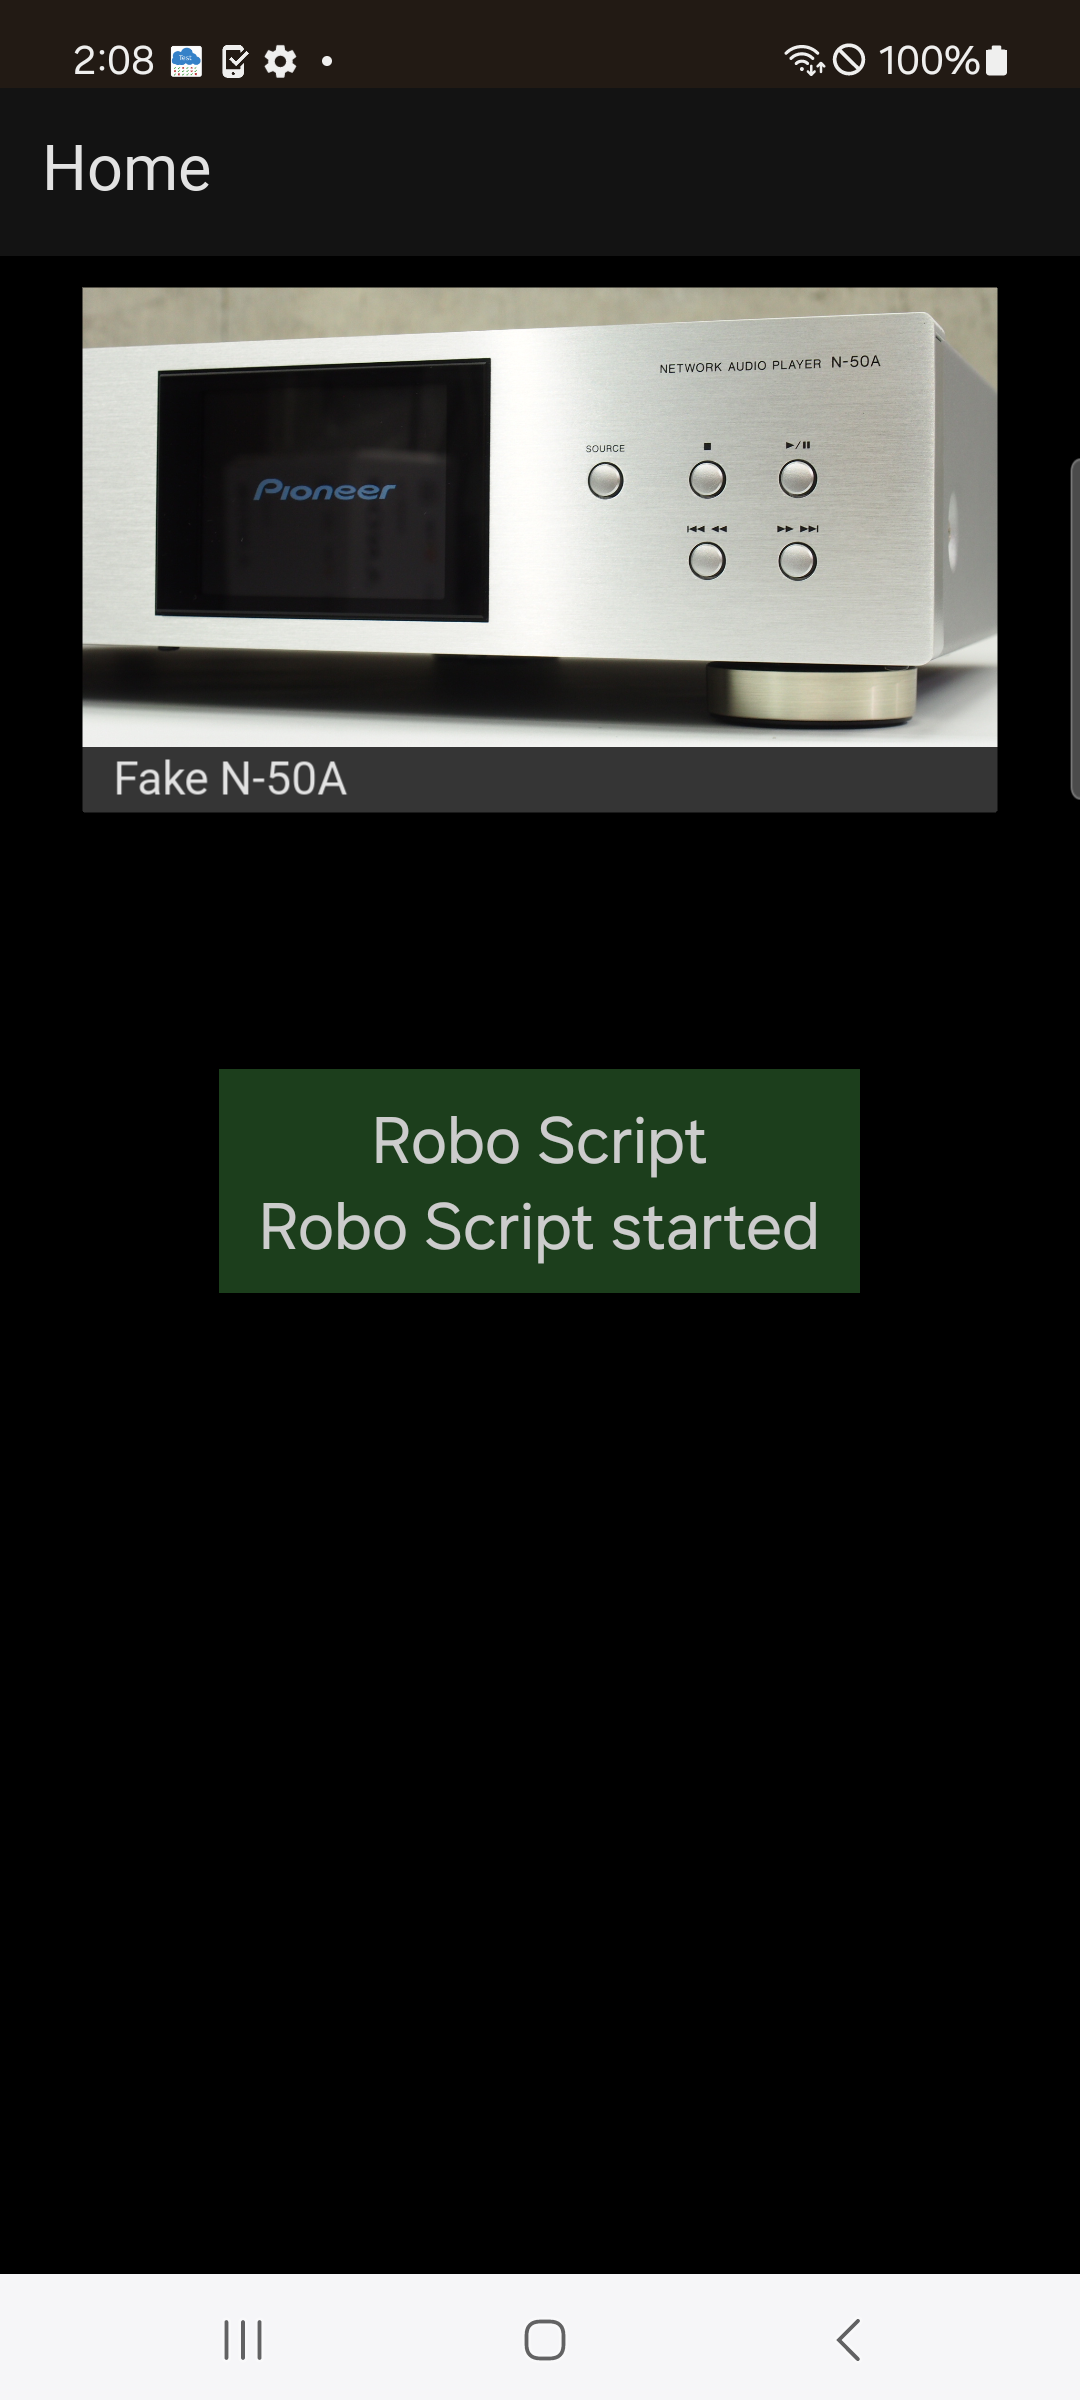 2:08
100%
Home
NETWORK AUDIO PLAYER N-50A
SOURCE
Pioneer
Fake N-50A
Robo Script
Robo Script started